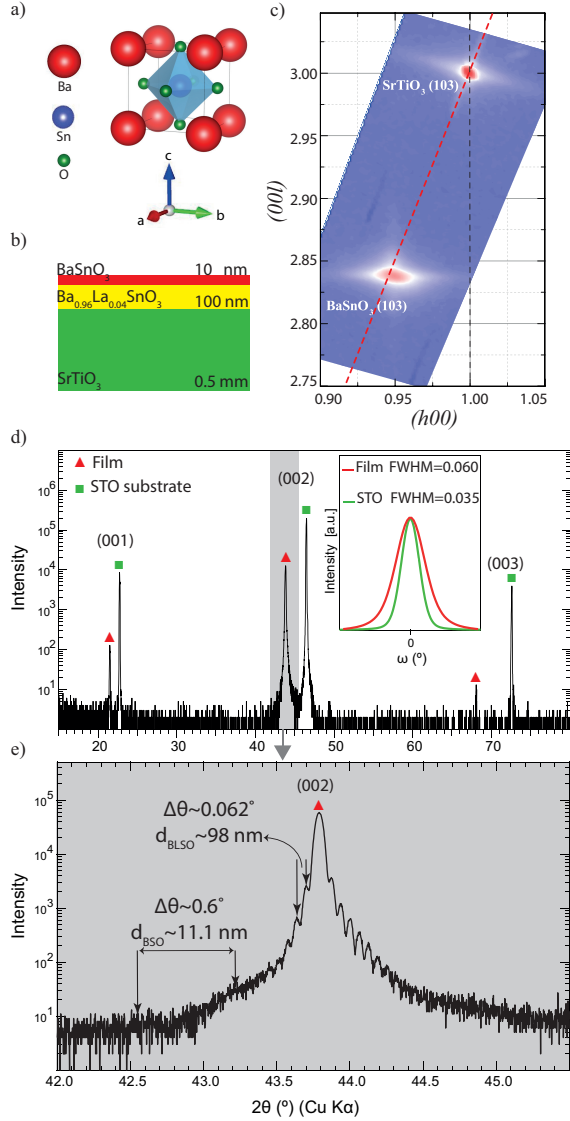 a)
Ba
Sn
O
c
a
b
b)
BaSnO3
10 nm
Ba0.96La0.04SnO3
100 nm
SrTiO3
0.5 mm
c)
(00l)
3.00
2.95
2.90
2.85
2.80
2.75
SrTiO3 (103)
BaSnO3 (103)
0.90
0.95
1.00
1.05
(h00)
d)
Film
STO substrate
(001)
(002)
(003)
Film FWHM=0.060
STO FWHM=0.035
Intensity [a.u.]
0
ω (º)
Intensity
10^6
10^5
10^4
10^3
10^2
10^1
20
30
40
50
60
70
e)
(002)
Δθ~0.062°
dBLSO~98 nm
Δθ~0.6°
dBSO~11.1 nm
Intensity
10^5
10^4
10^3
10^2
10^1
42.0
42.5
43.0
43.5
44.0
44.5
45.0
2θ (º) (Cu Kα)